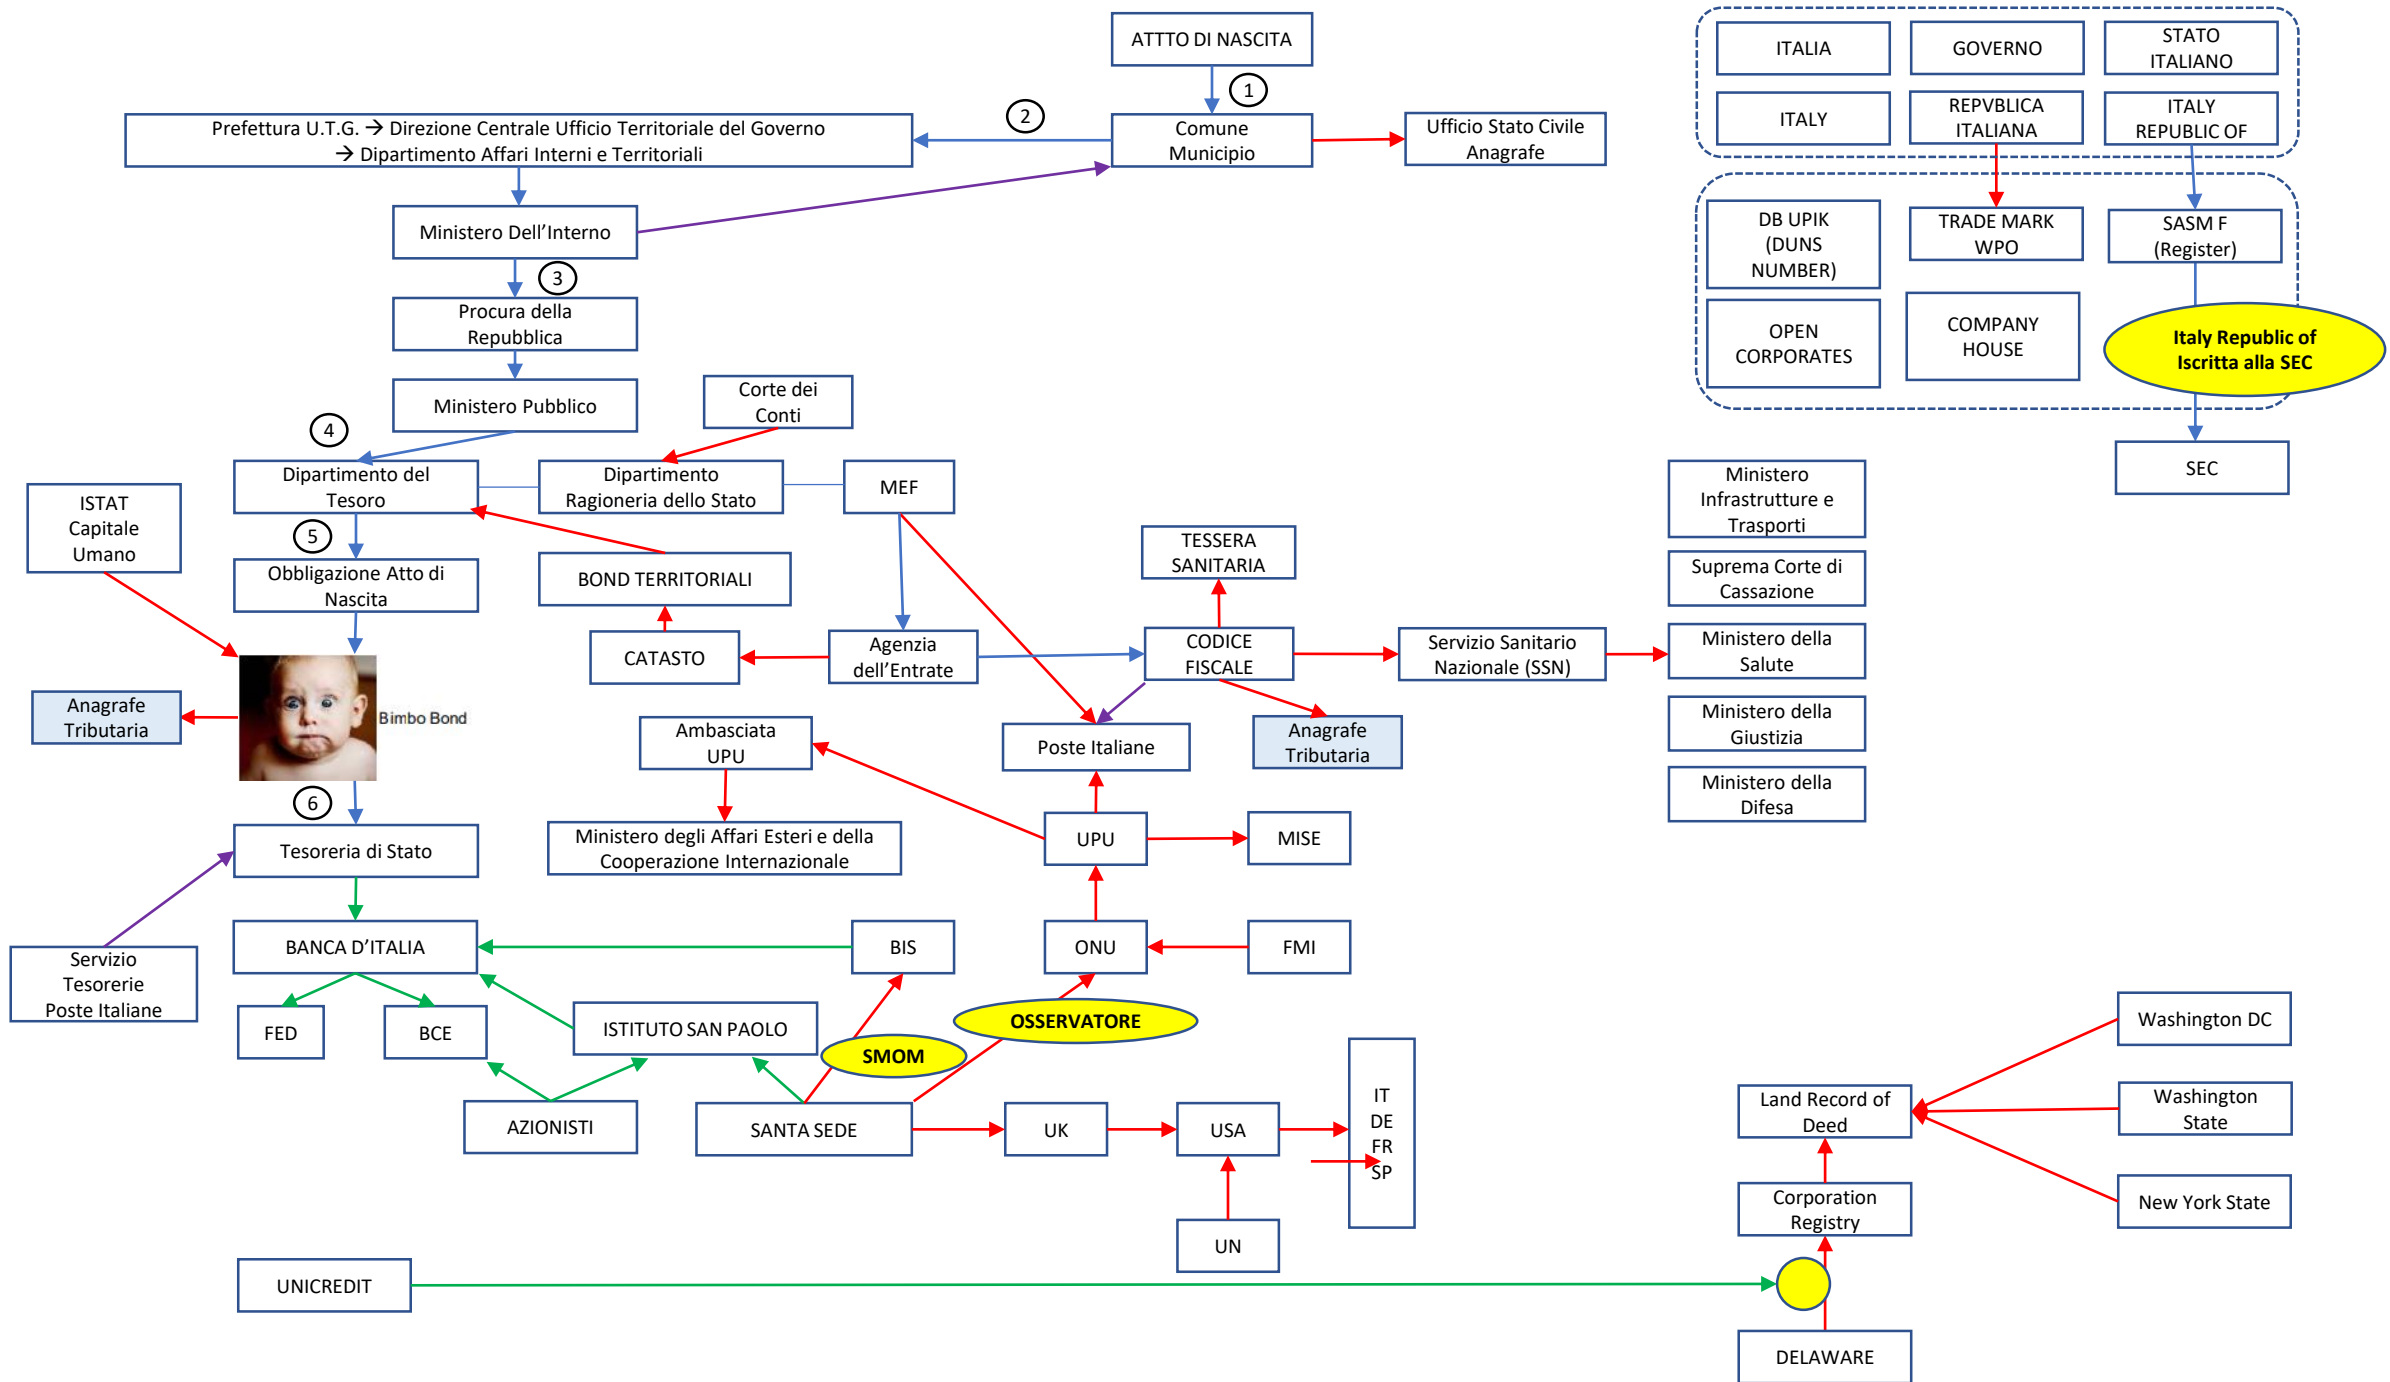 ATTTO DI NASCITA
1
2
Prefettura U.T.G. → Direzione Centrale Ufficio Territoriale del Governo
→ Dipartimento Affari Interni e Territoriali
Comune
Municipio
Ufficio Stato Civile
Anagrafe
Ministero Dell’Interno
3
Procura della
Repubblica
Ministero Pubblico
4
Corte dei
Conti
Dipartimento del
Tesoro
Dipartimento
Ragioneria dello Stato
MEF
ISTAT
Capitale
Umano
5
Obbligazione Atto di
Nascita
BOND TERRITORIALI
TESSERA
SANITARIA
CATASTO
Agenzia
dell’Entrate
CODICE
FISCALE
Servizio Sanitario
Nazionale (SSN)
Anagrafe
Tributaria
Bimbo Bond
Ambasciata
UPU
Poste Italiane
Anagrafe
Tributaria
6
Tesoreria di Stato
Ministero degli Affari Esteri e della
Cooperazione Internazionale
UPU
MISE
Servizio
Tesorerie
Poste Italiane
BANCA D’ITALIA
BIS
ONU
FMI
FED
BCE
ISTITUTO SAN PAOLO
SMOM
OSSERVATORE
AZIONISTI
SANTA SEDE
UK
USA
IT
DE
FR
SP
UN
UNICREDIT
ITALIA
GOVERNO
STATO
ITALIANO
ITALY
REPVBLICA
ITALIANA
ITALY
REPUBLIC OF
DB UPIK
(DUNS
NUMBER)
TRADE MARK
WPO
SASM F
(Register)
OPEN
CORPORATES
COMPANY
HOUSE
Italy Republic of
Iscritta alla SEC
SEC
Ministero
Infrastrutture e
Trasporti
Suprema Corte di
Cassazione
Ministero della
Salute
Ministero della
Giustizia
Ministero della
Difesa
Washington DC
Land Record of
Deed
Washington
State
Corporation
Registry
New York State
DELAWARE